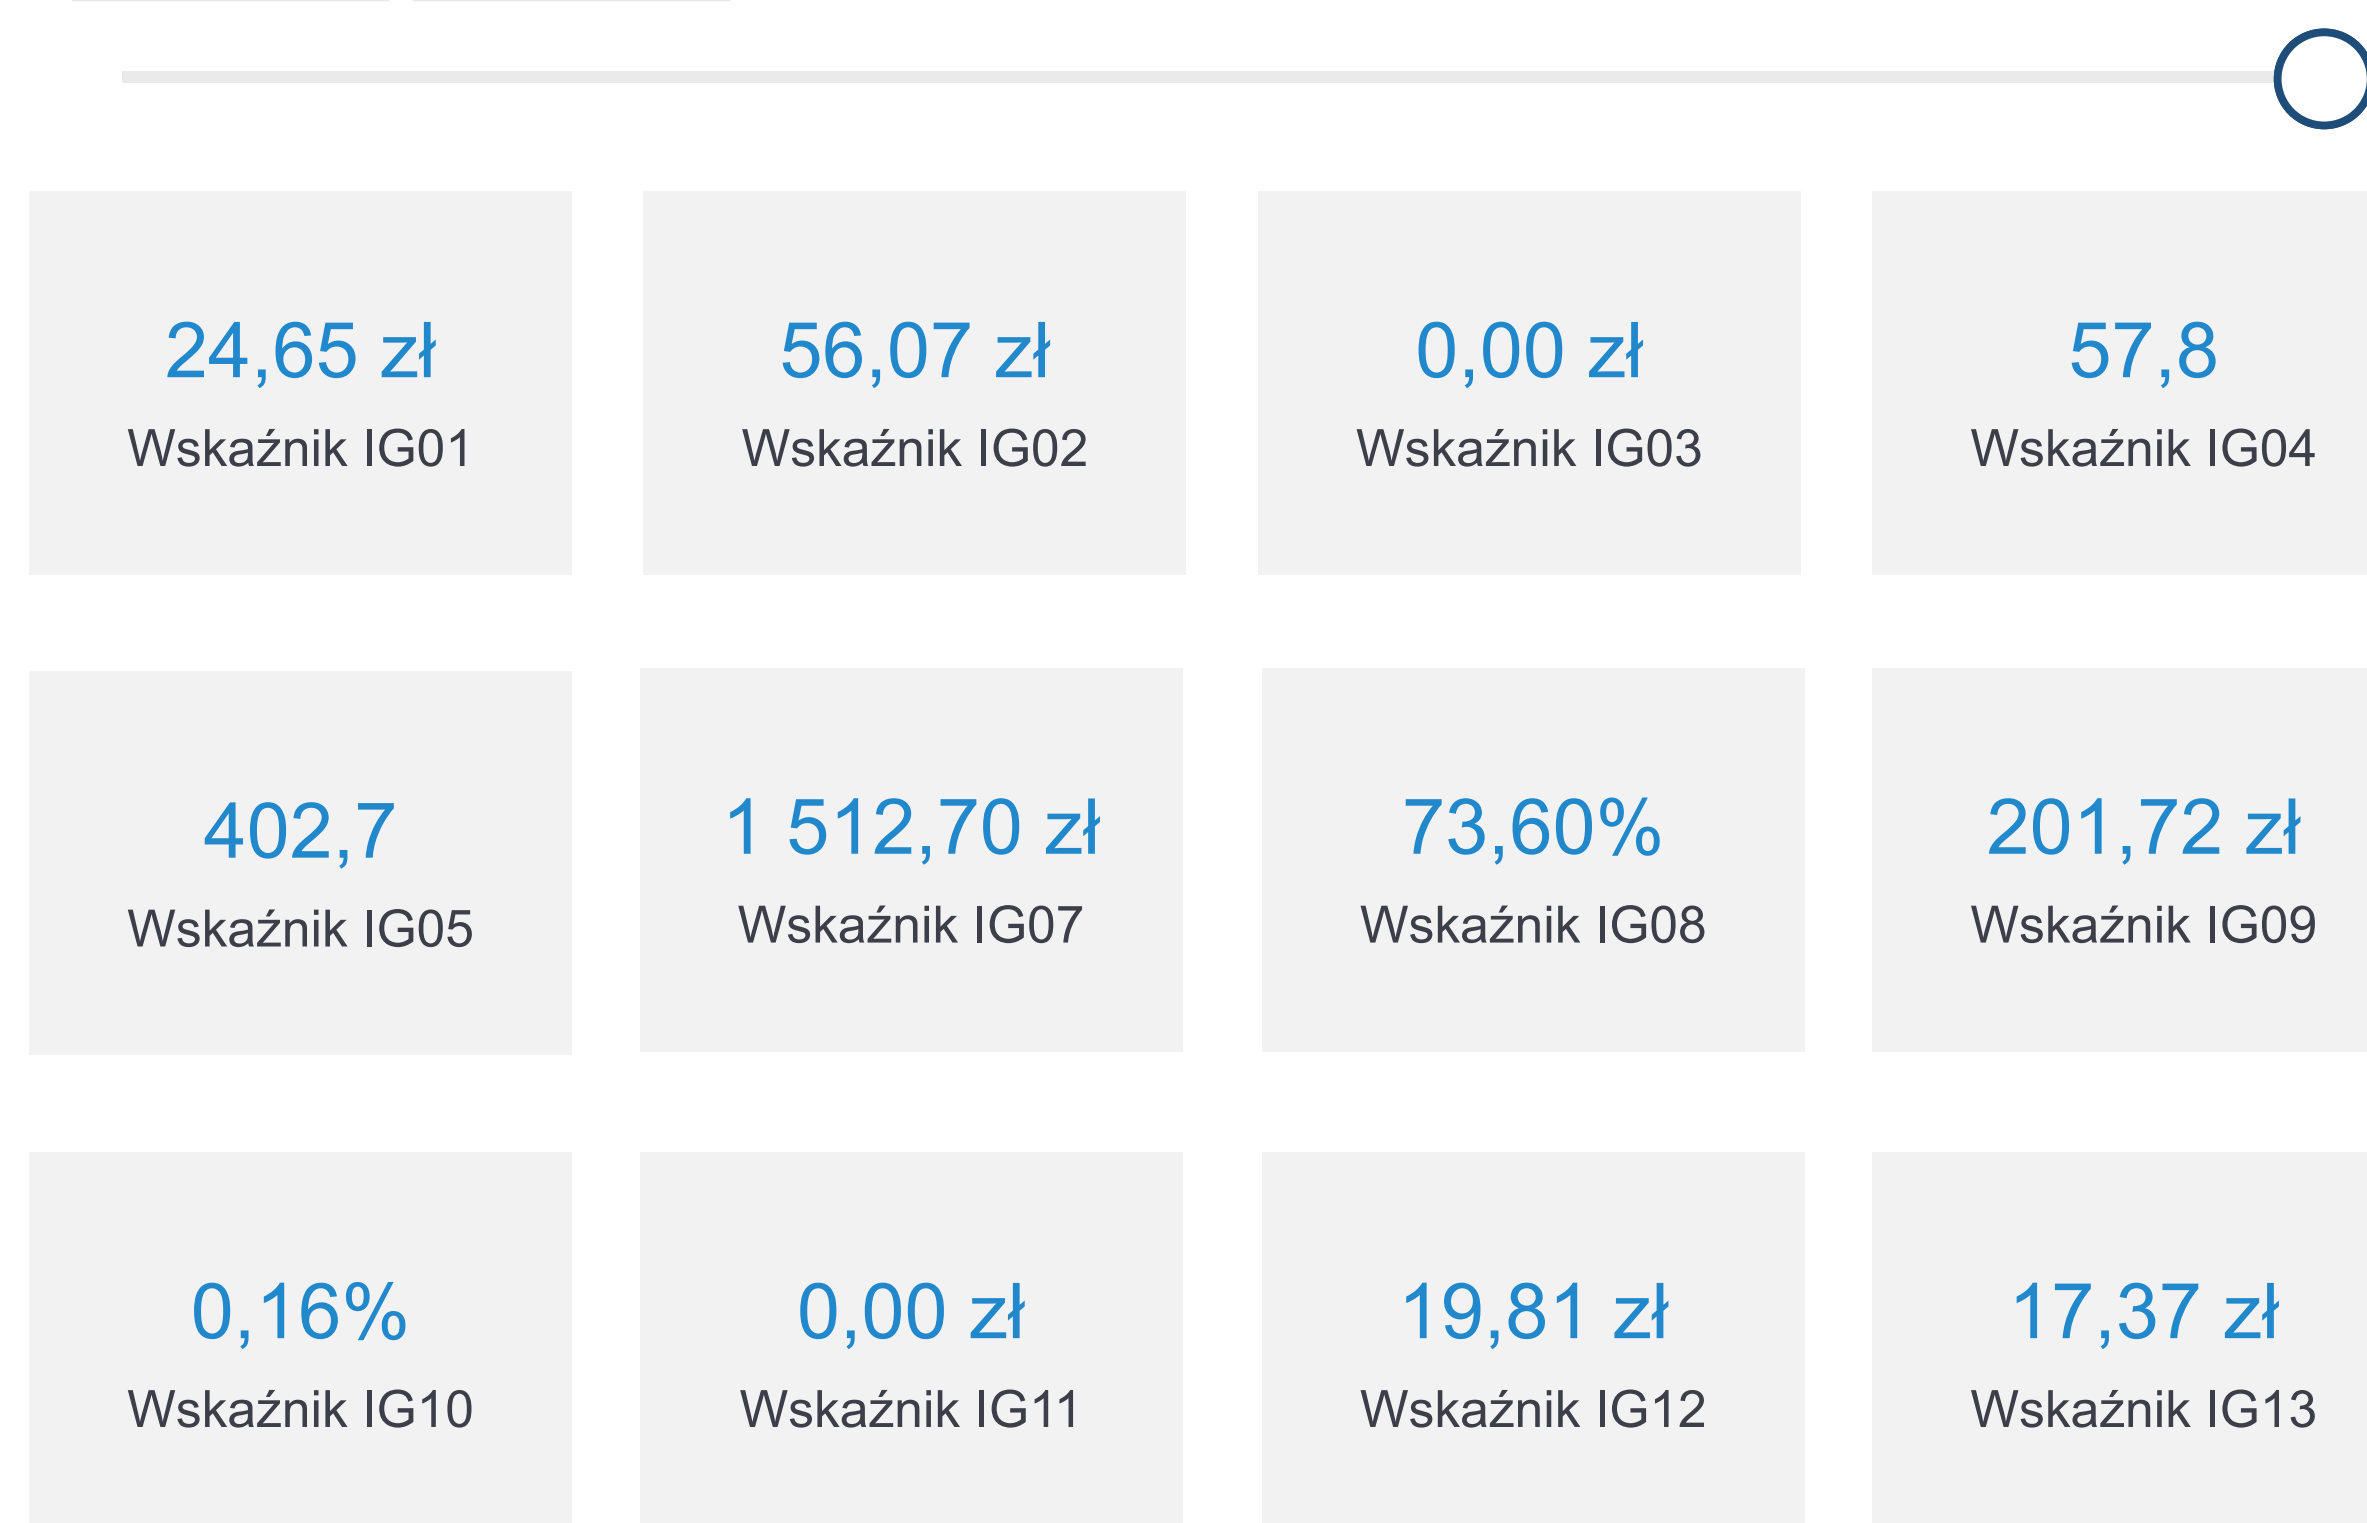 24,65 zł
Wskaźnik IG01
56,07 zł
Wskaźnik IG02
0,00 zł
Wskaźnik IG03
57,8
Wskaźnik IG04
402,7
Wskaźnik IG05
1 512,70 zł
Wskaźnik IG07
73,60%
Wskaźnik IG08
201,72 zł
Wskaźnik IG09
0,16%
Wskaźnik IG10
0,00 zł
Wskaźnik IG11
19,81 zł
Wskaźnik IG12
17,37 zł
Wskaźnik IG13